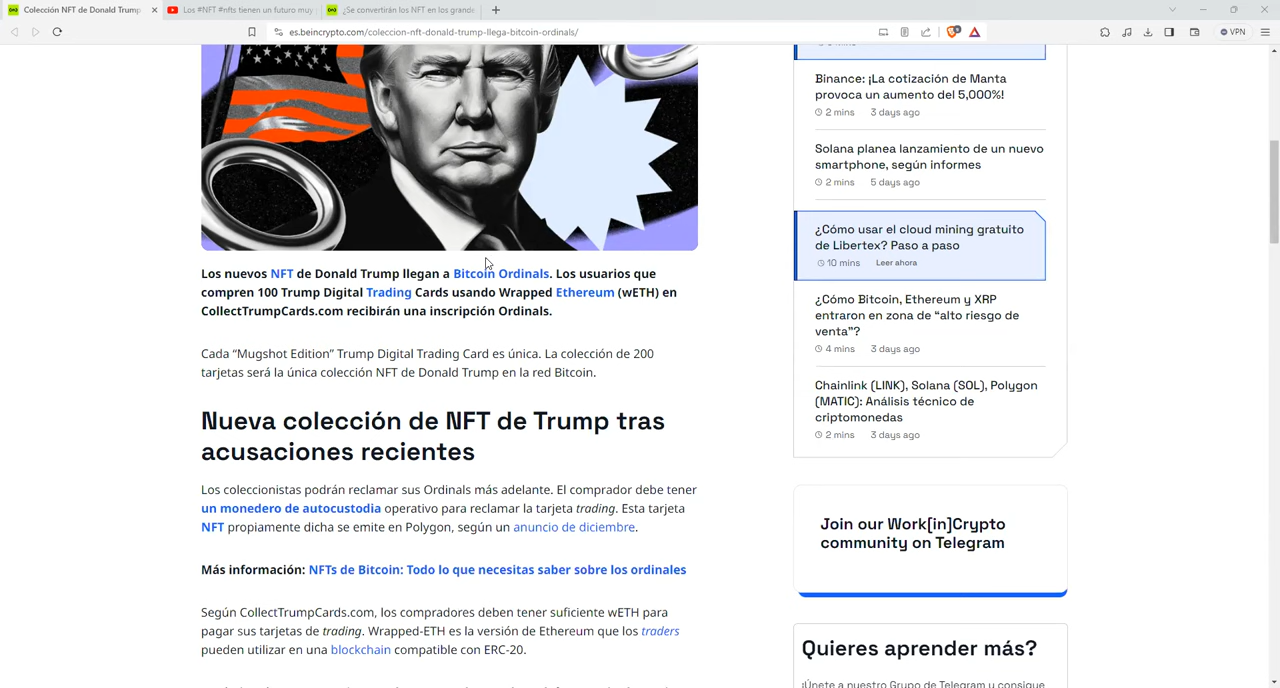 Colección NFT de Donald Trump
Los #NFT #nfts tienen un futuro muy
¿Se convertirán los NFT en los grande
es.beincrypto.com/coleccion-nft-donald-trump-llega-bitcoin-ordinals/
VPN
Los nuevos NFT de Donald Trump llegan a Bitcoin Ordinals. Los usuarios que
compren 100 Trump Digital Trading Cards usando Wrapped Ethereum (wETH) en
CollectTrumpCards.com recibirán una inscripción Ordinals.
Cada “Mugshot Edition” Trump Digital Trading Card es única. La colección de 200
tarjetas será la única colección NFT de Donald Trump en la red Bitcoin.
Nueva colección de NFT de Trump tras
acusaciones recientes
Los coleccionistas podrán reclamar sus Ordinals más adelante. El comprador debe tener
un monedero de autocustodia operativo para reclamar la tarjeta trading. Esta tarjeta
NFT propiamente dicha se emite en Polygon, según un anuncio de diciembre.
Más información: NFTs de Bitcoin: Todo lo que necesitas saber sobre los ordinales
Según CollectTrumpCards.com, los compradores deben tener suficiente wETH para
pagar sus tarjetas de trading. Wrapped-ETH es la versión de Ethereum que los traders
pueden utilizar en una blockchain compatible con ERC-20.
Binance: ¡La cotización de Manta
provoca un aumento del 5,000%!
2 mins 3 days ago
Solana planea lanzamiento de un nuevo
smartphone, según informes
2 mins 5 days ago
¿Cómo usar el cloud mining gratuito
de Libertex? Paso a paso
10 mins Leer ahora
¿Cómo Bitcoin, Ethereum y XRP
entraron en zona de “alto riesgo de
venta”?
4 mins 3 days ago
Chainlink (LINK), Solana (SOL), Polygon
(MATIC): Análisis técnico de
criptomonedas
2 mins 3 days ago
Join our Work[in]Crypto
community on Telegram
Quieres aprender más?
¡Únete a nuestro Grupo de Telegram y consigue